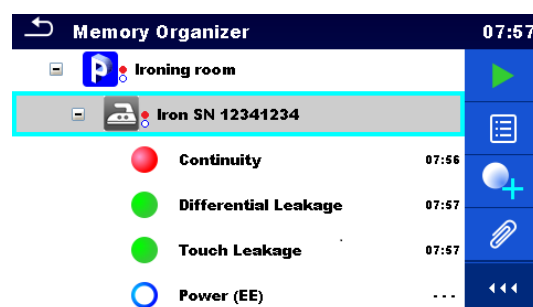 Memory Organizer 07:57
Ironing room
Iron SN 12341234
Continuity 07:56
Differential Leakage 07:57
Touch Leakage 07:57
Power (EE) ---